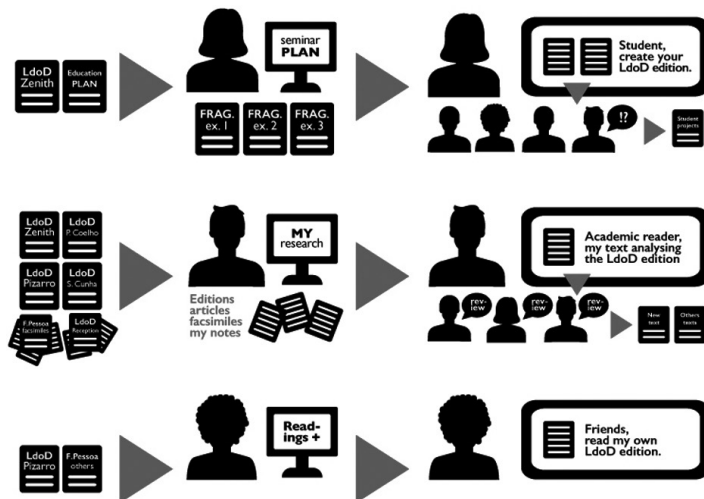 LdoD
Zenith
Education
PLAN
seminar
PLAN
FRAG.
ex. 1
FRAG.
ex. 2
FRAG.
ex. 3
Student,
create your
LdoD edition.
!?
Student
projects
LdoD
Zenith
LdoD
P. Coelho
LdoD
Pizarro
LdoD
S. Cunha
F.Pessoa
facsimiles
LdoD
Reception
MY
research
Editions
articles
facsimiles
my notes
Academic reader,
my text analysing
the LdoD edition
rev-
iew
rev-
iew
rev-
iew
New
text
Others
texts
LdoD
Pizarro
F.Pessoa
others
Read-
ings +
Friends,
read my own
LdoD edition.